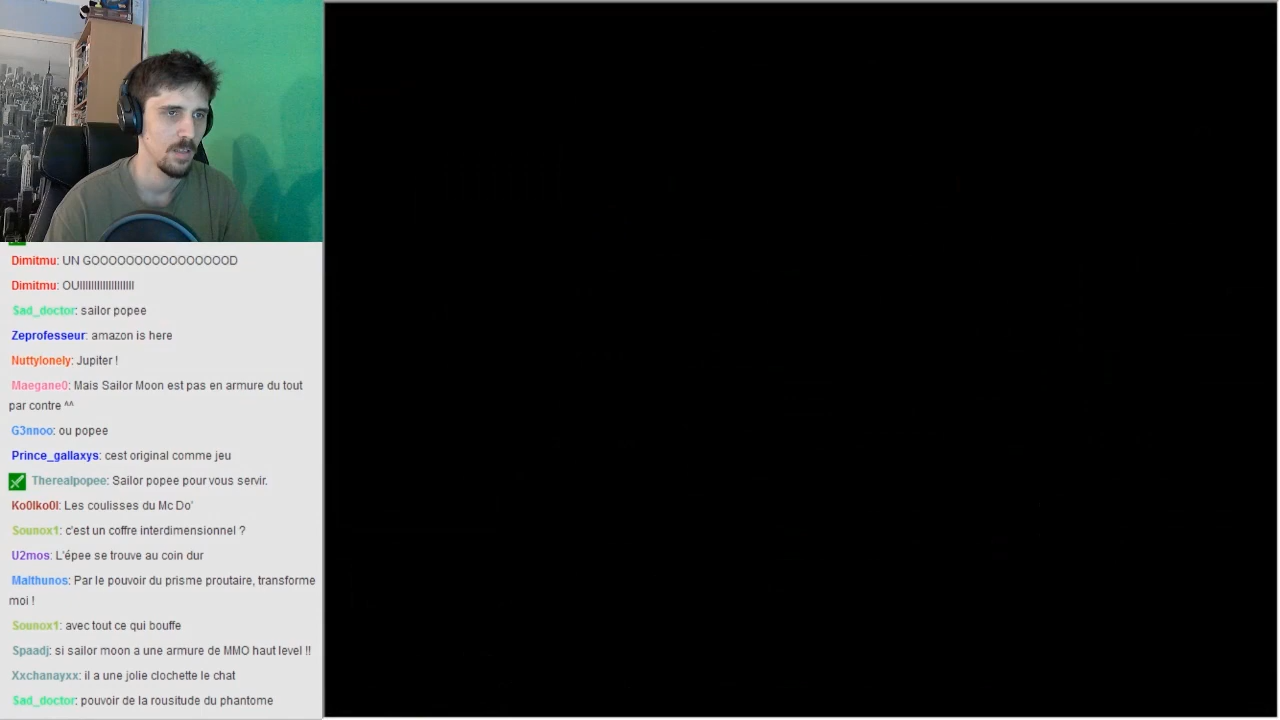 Dimitmu: UN GOOOOOOOOOOOOOOOOD
Dimitmu: OUIIIIIIIIIIIIIIIIIII
Sad_doctor: sailor popee
Zeprofesseur: amazon is here
Nuttylonely: Jupiter !
Maegane0: Mais Sailor Moon est pas en armure du tout
par contre ^^
G3nnoo: ou popee
Prince_gallaxys: cest original comme jeu
Therealpopee: Sailor popee pour vous servir.
Ko0lko0l: Les coulisses du Mc Do'
Sounox1: c'est un coffre interdimensionnel ?
U2mos: L'épee se trouve au coin dur
Malthunos: Par le pouvoir du prisme proutaire, transforme
moi !
Sounox1: avec tout ce qui bouffe
Spaadj: si sailor moon a une armure de MMO haut level !!
Xxchanayxx: il a une jolie clochette le chat
Sad_doctor: pouvoir de la rousitude du phantome